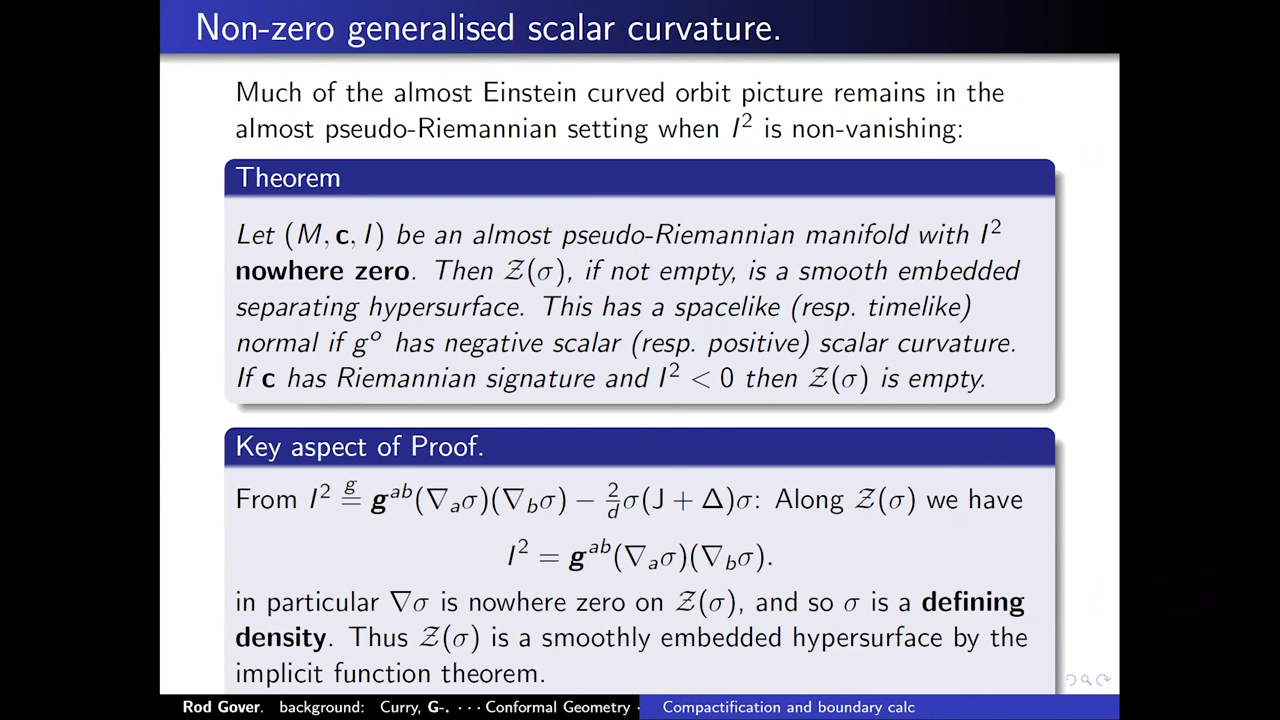 Non-zero generalised scalar curvature.
Much of the almost Einstein curved orbit picture remains in the
almost pseudo-Riemannian setting when I² is non-vanishing:
Theorem
Let (M, c, I) be an almost pseudo-Riemannian manifold with I²
nowhere zero. Then 𝒵(σ), if not empty, is a smooth embedded
separating hypersurface. This has a spacelike (resp. timelike)
normal if gᵒ has negative scalar (resp. positive) scalar curvature.
If c has Riemannian signature and I² < 0 then 𝒵(σ) is empty.
Key aspect of Proof.
From I² g= gᵃᵇ(∇ₐσ)(∇_bσ) − 2/d σ(J + Δ)σ: Along 𝒵(σ) we have
I² = gᵃᵇ(∇ₐσ)(∇_bσ).
in particular ∇σ is nowhere zero on 𝒵(σ), and so σ is a defining
density. Thus 𝒵(σ) is a smoothly embedded hypersurface by the
implicit function theorem.
Rod Gover. background: Curry, G-. · · · Conformal Geometry · Compactification and boundary calc